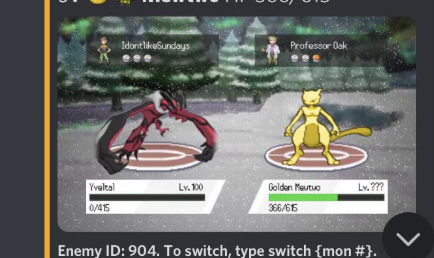 IdontlikeSundays
Professor Oak
Yveltal Lv. 100
0/415
Golden Mewtwo Lv. ???
366/615
Enemy ID: 904. To switch, type switch {mon #}.